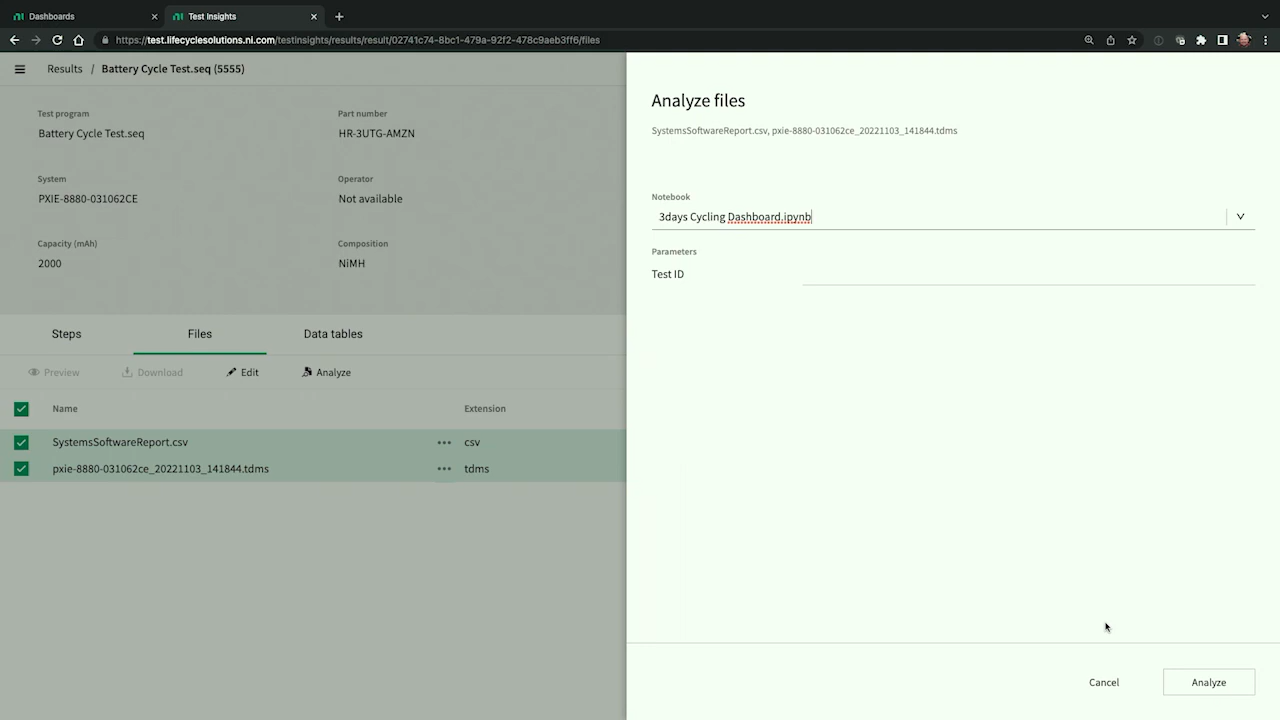 Dashboards
Test Insights
https://test.lifecyclesolutions.ni.com/testinsights/results/result/02741c74-8bc1-479a-92f2-478c9aeb3ff6/files
Results / Battery Cycle Test.seq (5555)
Test program
Battery Cycle Test.seq
Part number
HR-3UTG-AMZN
System
PXIE-8880-031062CE
Operator
Not available
Capacity (mAh)
2000
Composition
NiMH
Steps
Files
Data tables
Preview
Download
Edit
Analyze
Name
Extension
SystemsSoftwareReport.csv
csv
pxie-8880-031062ce_20221103_141844.tdms
tdms
Analyze files
SystemsSoftwareReport.csv, pxie-8880-031062ce_20221103_141844.tdms
Notebook
3days Cycling Dashboard.ipynb
Parameters
Test ID
Cancel
Analyze